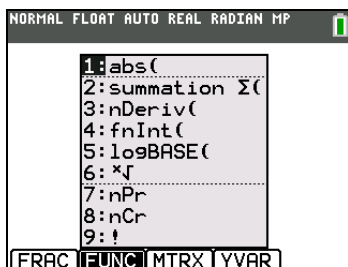 NORMAL FLOAT AUTO REAL RADIAN MP
1:abs(
2:summation Σ(
3:nDeriv(
4:fnInt(
5:logBASE(
6:ˣ√
7:nPr
8:nCr
9:!
FRAC FUNC MTRX YVAR